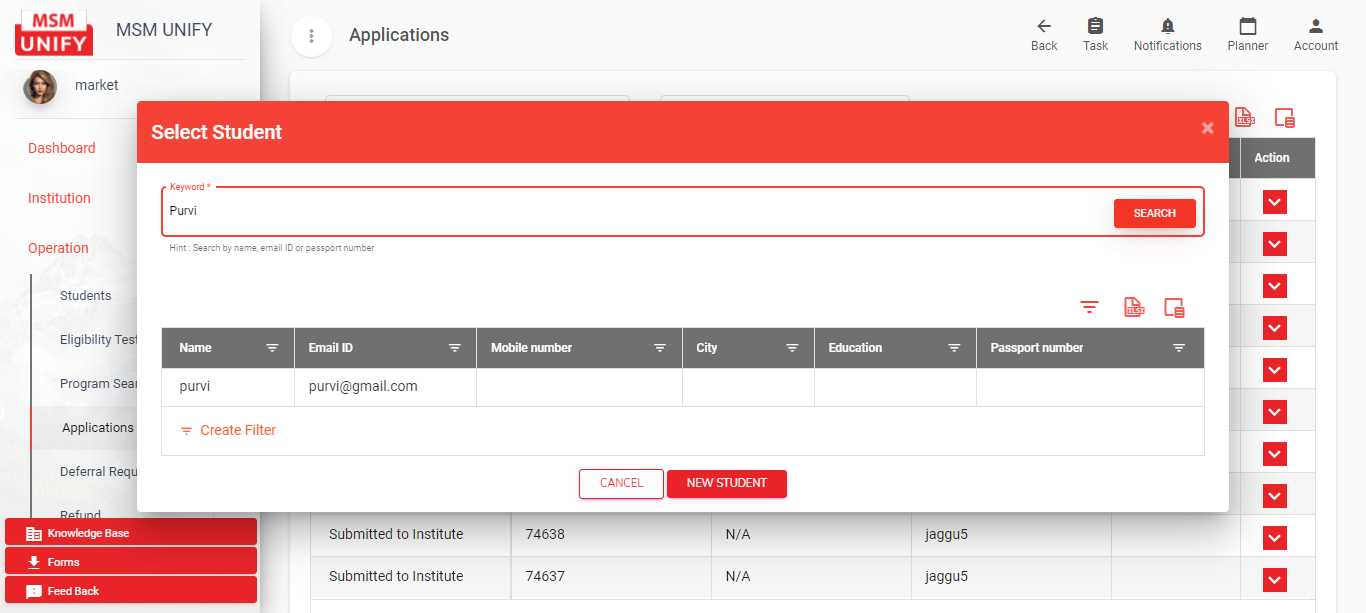 MSM
UNIFY
MSM UNIFY
Applications
Back
Task
Notifications
Planner
Account
market
Dashboard
Institution
Operation
Students
Eligibility Test
Program Sear
Applications
Deferral Requ
Refund
Knowledge Base
Forms
Feed Back
Select Student
×
Keyword *
Purvi
SEARCH
Hint : Search by name, email ID or passport number
XLSX
Name Email ID Mobile number City Education Passport number
purvi purvi@gmail.com
Create Filter
CANCEL NEW STUDENT
XLSX
Action
Submitted to Institute 74638 N/A jaggu5
Submitted to Institute 74637 N/A jaggu5